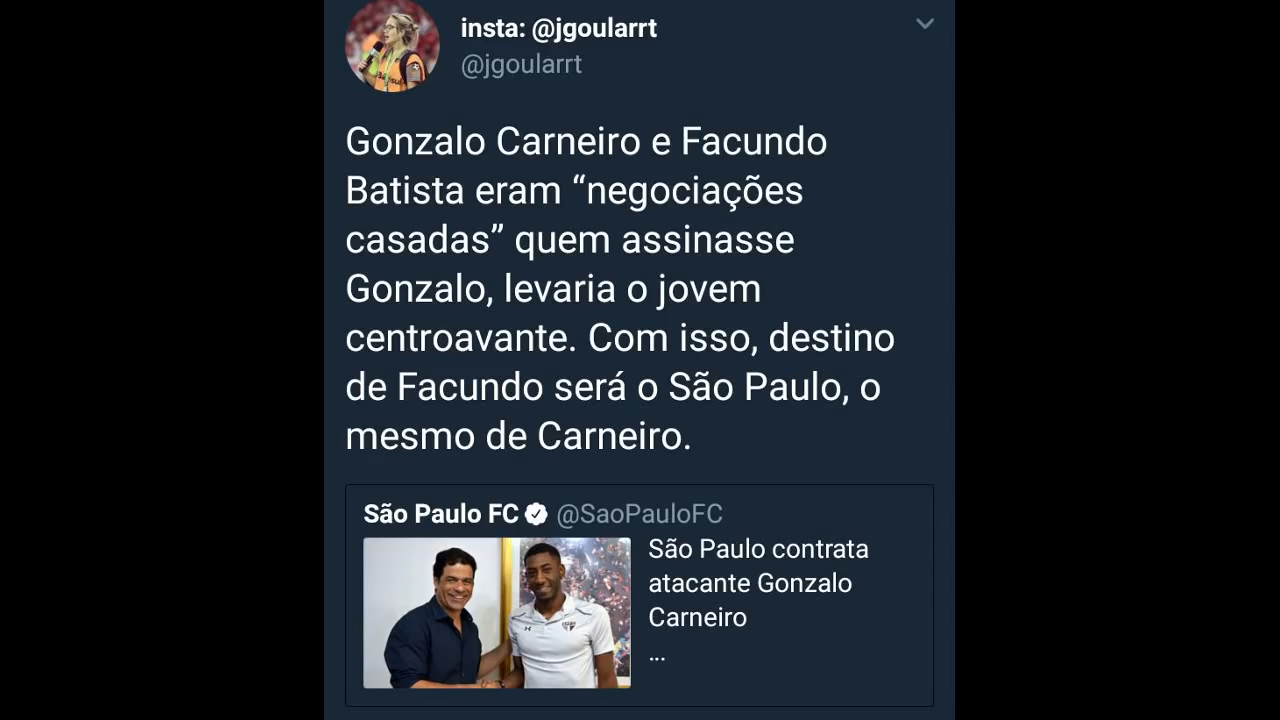 insta: @jgoularrt
@jgoularrt
Gonzalo Carneiro e Facundo
Batista eram “negociações
casadas” quem assinasse
Gonzalo, levaria o jovem
centroavante. Com isso, destino
de Facundo será o São Paulo, o
mesmo de Carneiro.
São Paulo FC @SaoPauloFC
São Paulo contrata
atacante Gonzalo
Carneiro
...